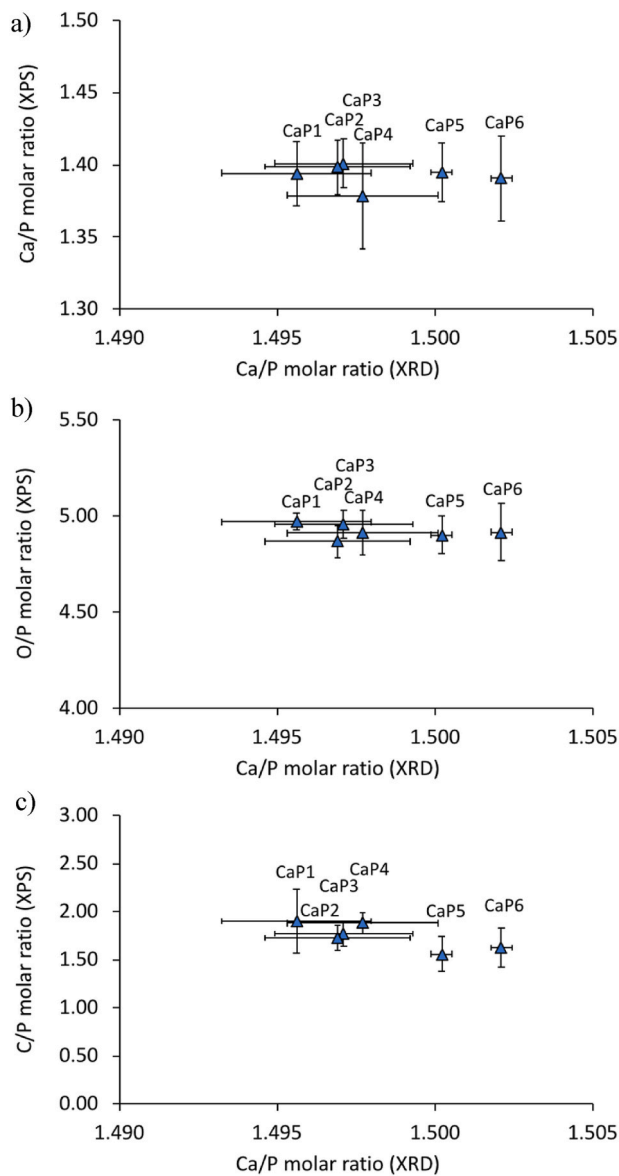 a)
1.50
1.45
1.40
1.35
1.30
Ca/P molar ratio (XPS)
CaP3
CaP2
CaP1
CaP4
CaP5
CaP6
1.490
1.495
1.500
1.505
Ca/P molar ratio (XRD)
b)
5.50
5.00
4.50
4.00
O/P molar ratio (XPS)
CaP3
CaP2
CaP1
CaP4
CaP5
CaP6
1.490
1.495
1.500
1.505
Ca/P molar ratio (XRD)
c)
3.00
2.50
2.00
1.50
1.00
0.50
0.00
C/P molar ratio (XPS)
CaP1
CaP4
CaP3
CaP2
CaP5
CaP6
1.490
1.495
1.500
1.505
Ca/P molar ratio (XRD)